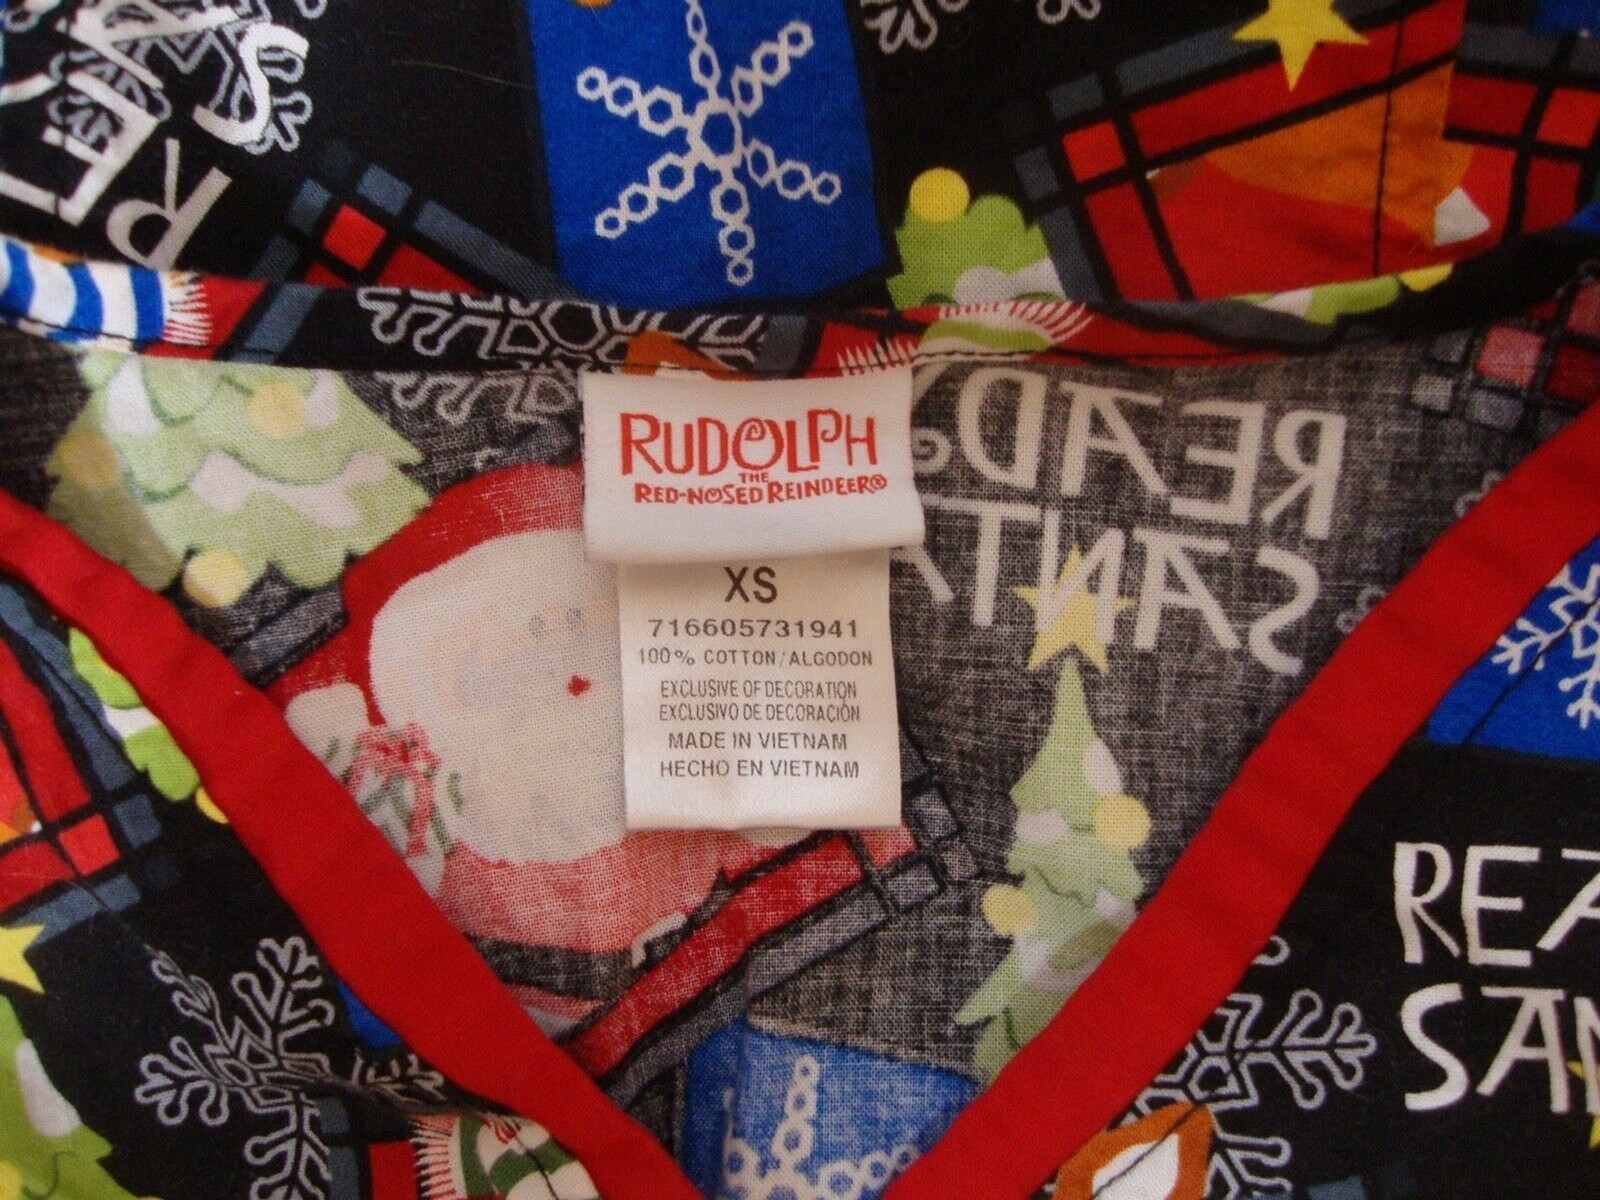 RUDOLPH
THE
RED-NOSED REINDEER®
XS
716605731941
100% COTTON/ALGODON
EXCLUSIVE OF DECORATION
EXCLUSIVO DE DECORACIÓN
MADE IN VIETNAM
HECHO EN VIETNAM
READY
SANTA
REA
SAN